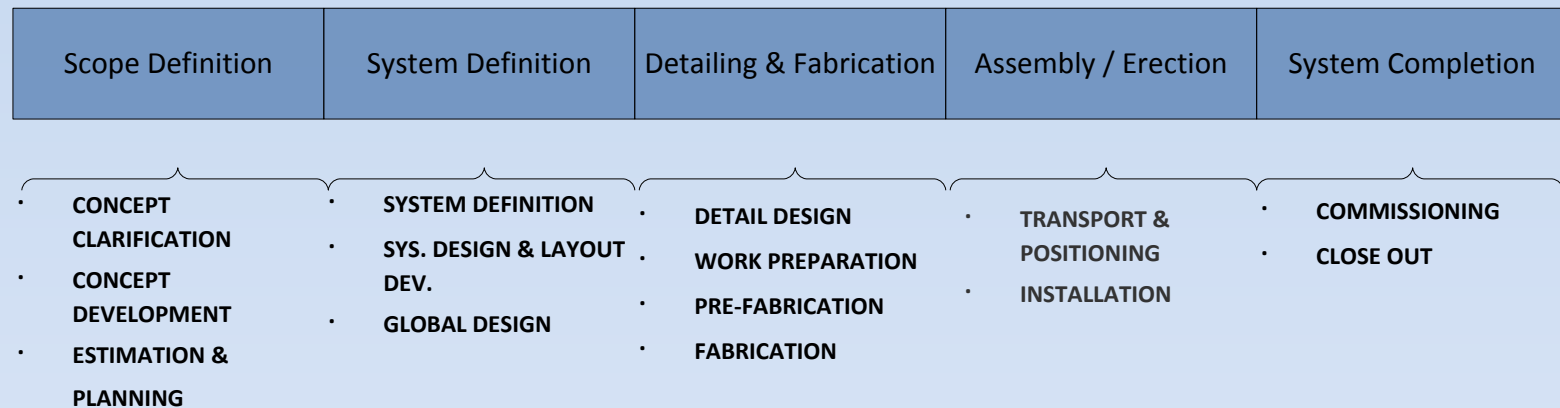 Scope Definition
System Definition
Detailing & Fabrication
Assembly / Erection
System Completion
· CONCEPT
CLARIFICATION
· CONCEPT
DEVELOPMENT
· ESTIMATION &
PLANNING
· SYSTEM DEFINITION
· SYS. DESIGN & LAYOUT
DEV.
· GLOBAL DESIGN
· DETAIL DESIGN
· WORK PREPARATION
· PRE-FABRICATION
· FABRICATION
· TRANSPORT &
POSITIONING
· INSTALLATION
· COMMISSIONING
· CLOSE OUT